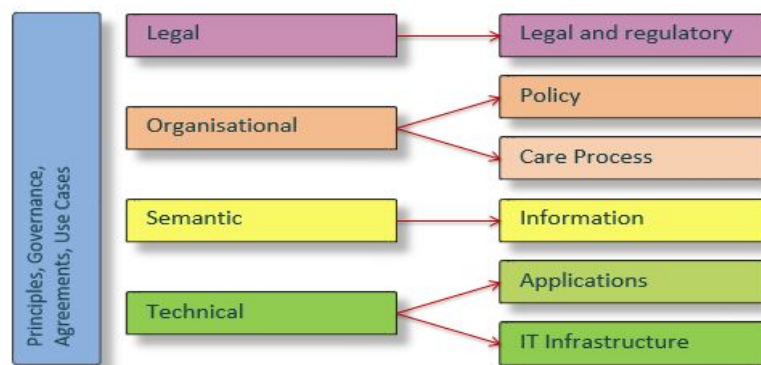 Principles, Governance,
Agreements, Use Cases
Legal
Legal and regulatory
Organisational
Policy
Care Process
Semantic
Information
Technical
Applications
IT Infrastructure